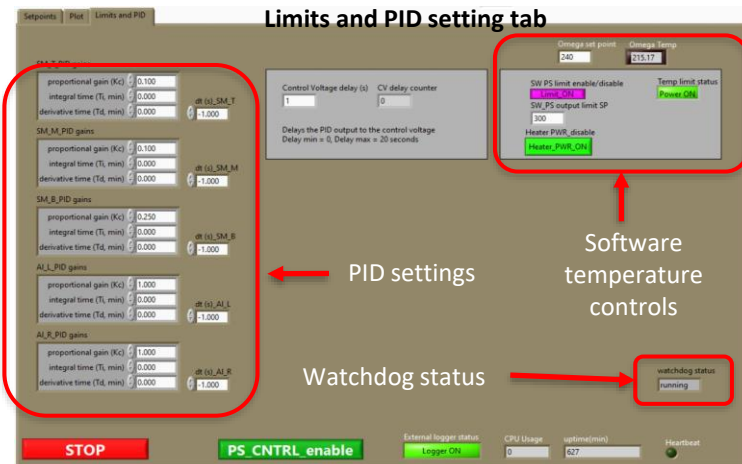 Limits and PID setting tab
Setpoints Plot Limits and PID
Omega set point Omega Temp
240 215.17
SM_T_PID gains
proportional gain (Kc) 0.100
integral time (Ti, min) 0.000
derivative time (Td, min) 0.000
dt (s)_SM_T
-1.000
SM_M_PID gains
proportional gain (Kc) 0.100
integral time (Ti, min) 0.000
derivative time (Td, min) 0.000
dt (s)_SM_M
-1.000
SM_B_PID gains
proportional gain (Kc) 0.250
integral time (Ti, min) 0.000
derivative time (Td, min) 0.000
dt (s)_SM_B
-1.000
AI_L_PID gains
proportional gain (Kc) 1.000
integral time (Ti, min) 0.000
derivative time (Td, min) 0.000
dt (s)_AI_L
-1.000
AI_R_PID gains
proportional gain (Kc) 1.000
integral time (Ti, min) 0.000
derivative time (Td, min) 0.000
dt (s)_AI_R
-1.000
Control Voltage delay (s) CV delay counter
1 0
Delays the PID output to the control voltage
Delay min = 0, Delay max = 20 seconds
SW PS limit enable/disable Temp limit status
Limit_ON Power ON
SW_PS output limit SP
300
Heater PWR_disable
Heater_PWR_ON
PID settings
Software
temperature
controls
Watchdog status
watchdog status
running
STOP
PS_CNTRL_enable
External logger status
Logger ON
CPU Usage
0
uptime(min)
627
Heartbeat